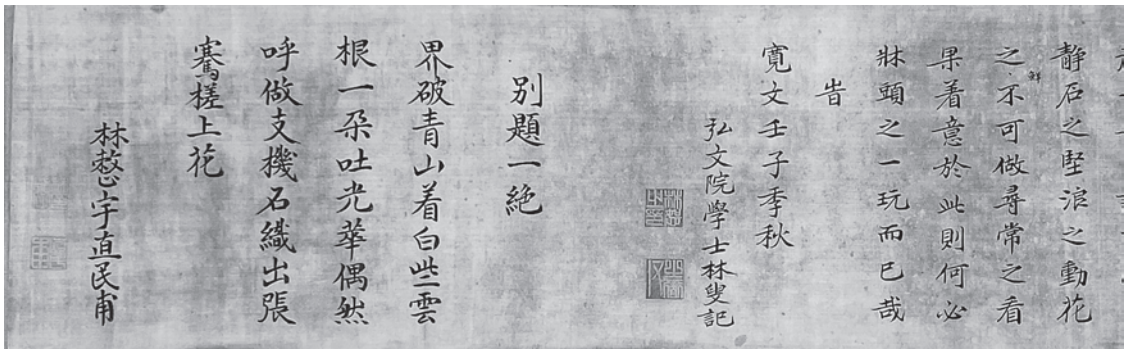 静石之堅浪之動花
之鮮不可做尋常之看
果着意於此則何必
牀頭之一玩而已哉
旹
寛文壬子季秋
弘文院學士林叟記
别題一絶
界破青山着白些雲
根一朶吐光華偶然
呼做支機石織出張
騫槎上花
林慗宇直民甫